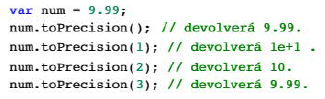 var num = 9.99;
num.toPrecision(); // devolverá 9.99.
num.toPrecision(1); // devolverá 1e+1 .
num.toPrecision(2); // devolverá 10.
num.toPrecision(3); // devolverá 9.99.